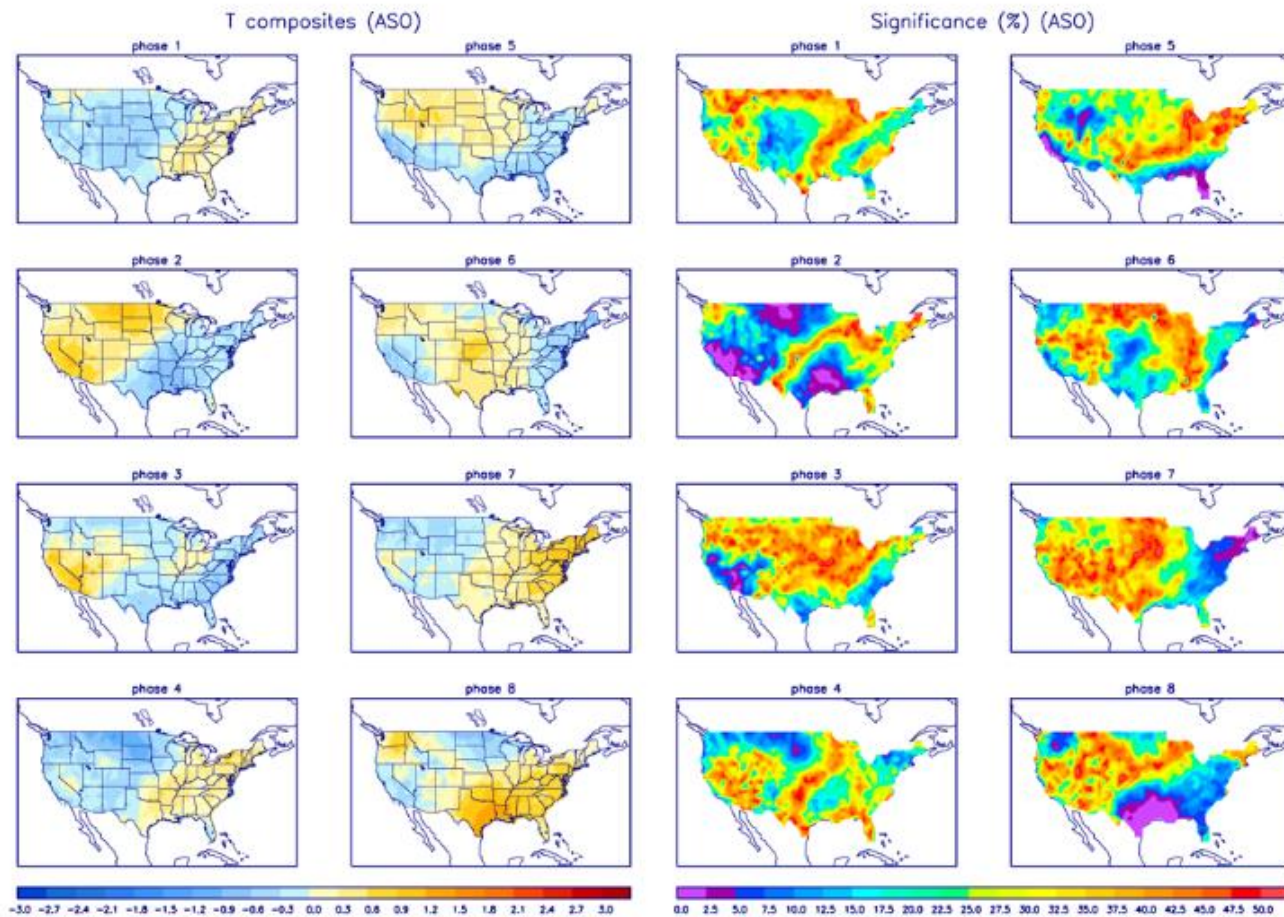 T composites (ASO)
Significance (%) (ASO)
phase 1
phase 5
phase 1
phase 5
phase 2
phase 6
phase 2
phase 6
phase 3
phase 7
phase 3
phase 7
phase 4
phase 8
phase 4
phase 8
-3.0 -2.7 -2.4 -2.1 -1.8 -1.5 -1.2 -0.9 -0.6 -0.3 0.0 0.3 0.6 0.9 1.2 1.5 1.8 2.1 2.4 2.7 3.0
0.0 2.5 5.0 7.5 10.0 12.5 15.0 17.5 20.0 22.5 25.0 27.5 30.0 32.5 35.0 37.5 40.0 42.5 45.0 47.5 50.0